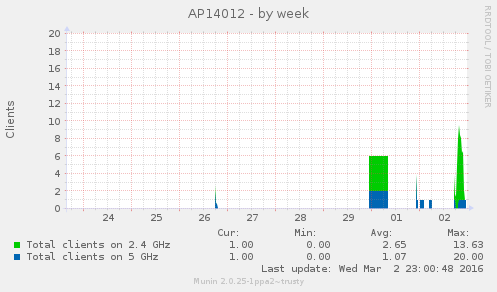 AP14012 - by week
RRDTOOL / TOBI OETIKER
Clients
20
18
16
14
12
10
8
6
4
2
0
24 25 26 27 28 29 01 02
Cur: Min: Avg: Max:
Total clients on 2.4 GHz 1.00 0.00 2.65 13.63
Total clients on 5 GHz 1.00 0.00 1.07 20.00
Last update: Wed Mar 2 23:00:48 2016
Munin 2.0.25-1ppa2~trusty